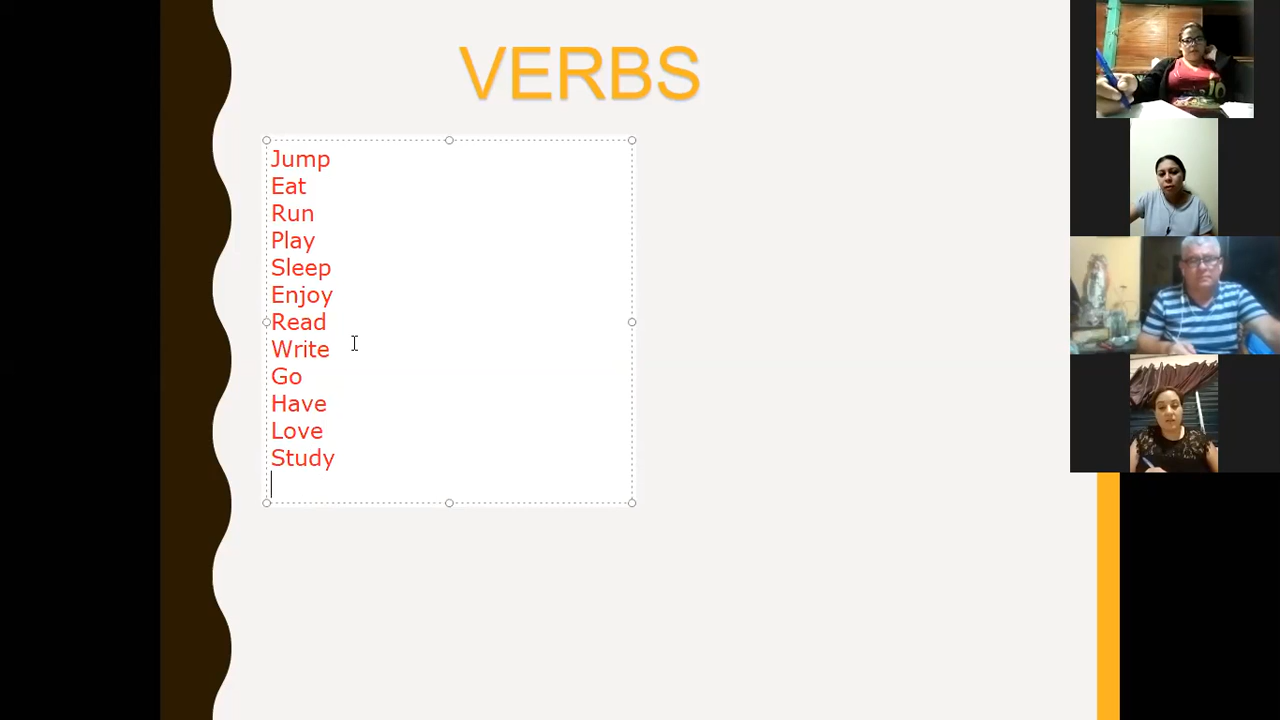 VERBS
Jump
Eat
Run
Play
Sleep
Enjoy
Read
Write
Go
Have
Love
Study